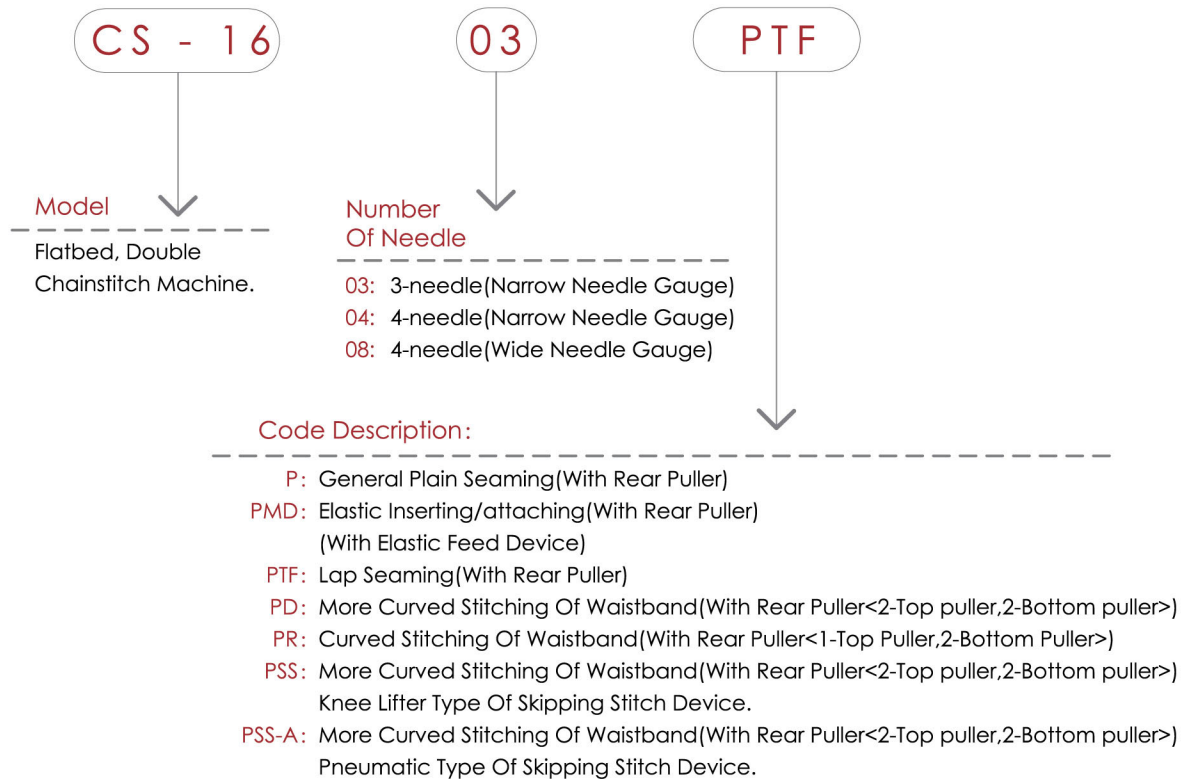 CS - 16 03 PTF
Model
Flatbed, Double
Chainstitch Machine.
Number
Of Needle
03: 3-needle(Narrow Needle Gauge)
04: 4-needle(Narrow Needle Gauge)
08: 4-needle(Wide Needle Gauge)
Code Description:
P: General Plain Seaming(With Rear Puller)
PMD: Elastic Inserting/attaching(With Rear Puller)
(With Elastic Feed Device)
PTF: Lap Seaming(With Rear Puller)
PD: More Curved Stitching Of Waistband(With Rear Puller<2-Top puller,2-Bottom puller>)
PR: Curved Stitching Of Waistband(With Rear Puller<1-Top Puller,2-Bottom Puller>)
PSS: More Curved Stitching Of Waistband(With Rear Puller<2-Top puller,2-Bottom puller>)
Knee Lifter Type Of Skipping Stitch Device.
PSS-A: More Curved Stitching Of Waistband(With Rear Puller<2-Top puller,2-Bottom puller>)
Pneumatic Type Of Skipping Stitch Device.